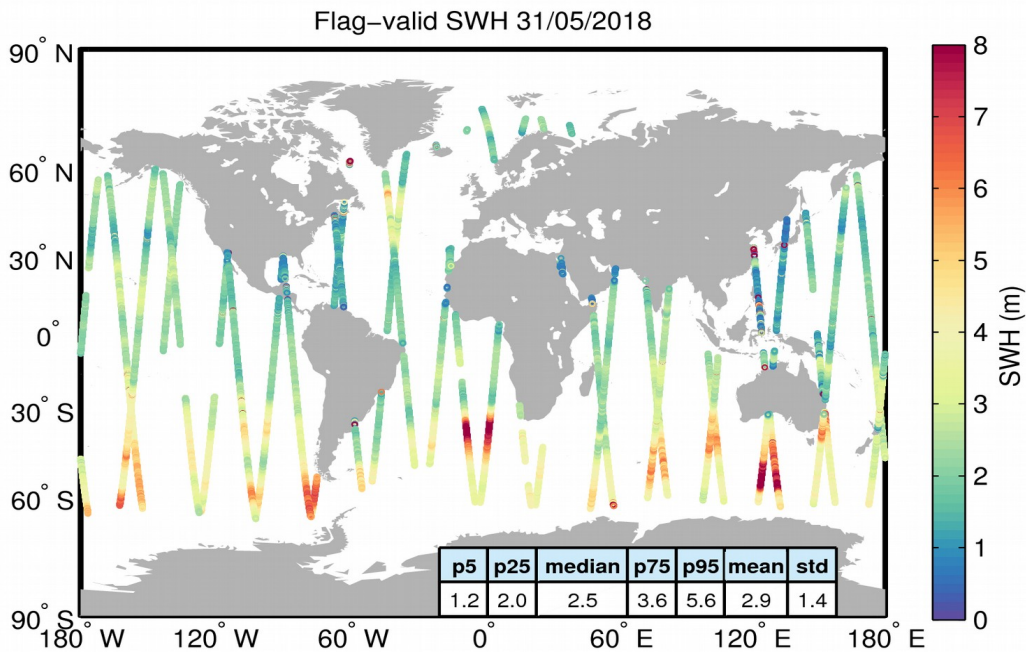 Flag−valid SWH 31/05/2018
90° N
60° N
30° N
0°
30° S
60° S
90° S
180° W
120° W
60° W
0°
60° E
120° E
180° E
8
7
6
5
4
3
2
1
0
SWH (m)
p5 p25 median p75 p95 mean std
1.2 2.0 2.5 3.6 5.6 2.9 1.4